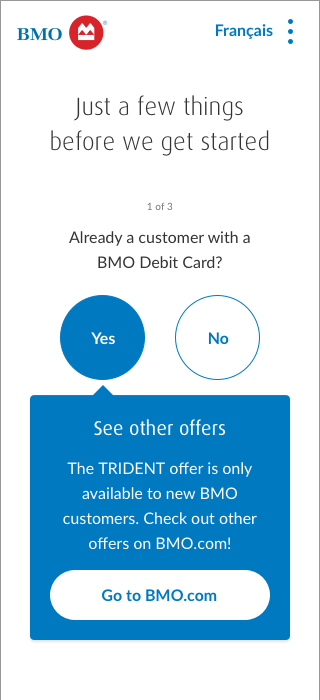 BMO
Français
Just a few things
before we get started
1 of 3
Already a customer with a
BMO Debit Card?
Yes
No
See other offers
The TRIDENT offer is only
available to new BMO
customers. Check out other
offers on BMO.com!
Go to BMO.com